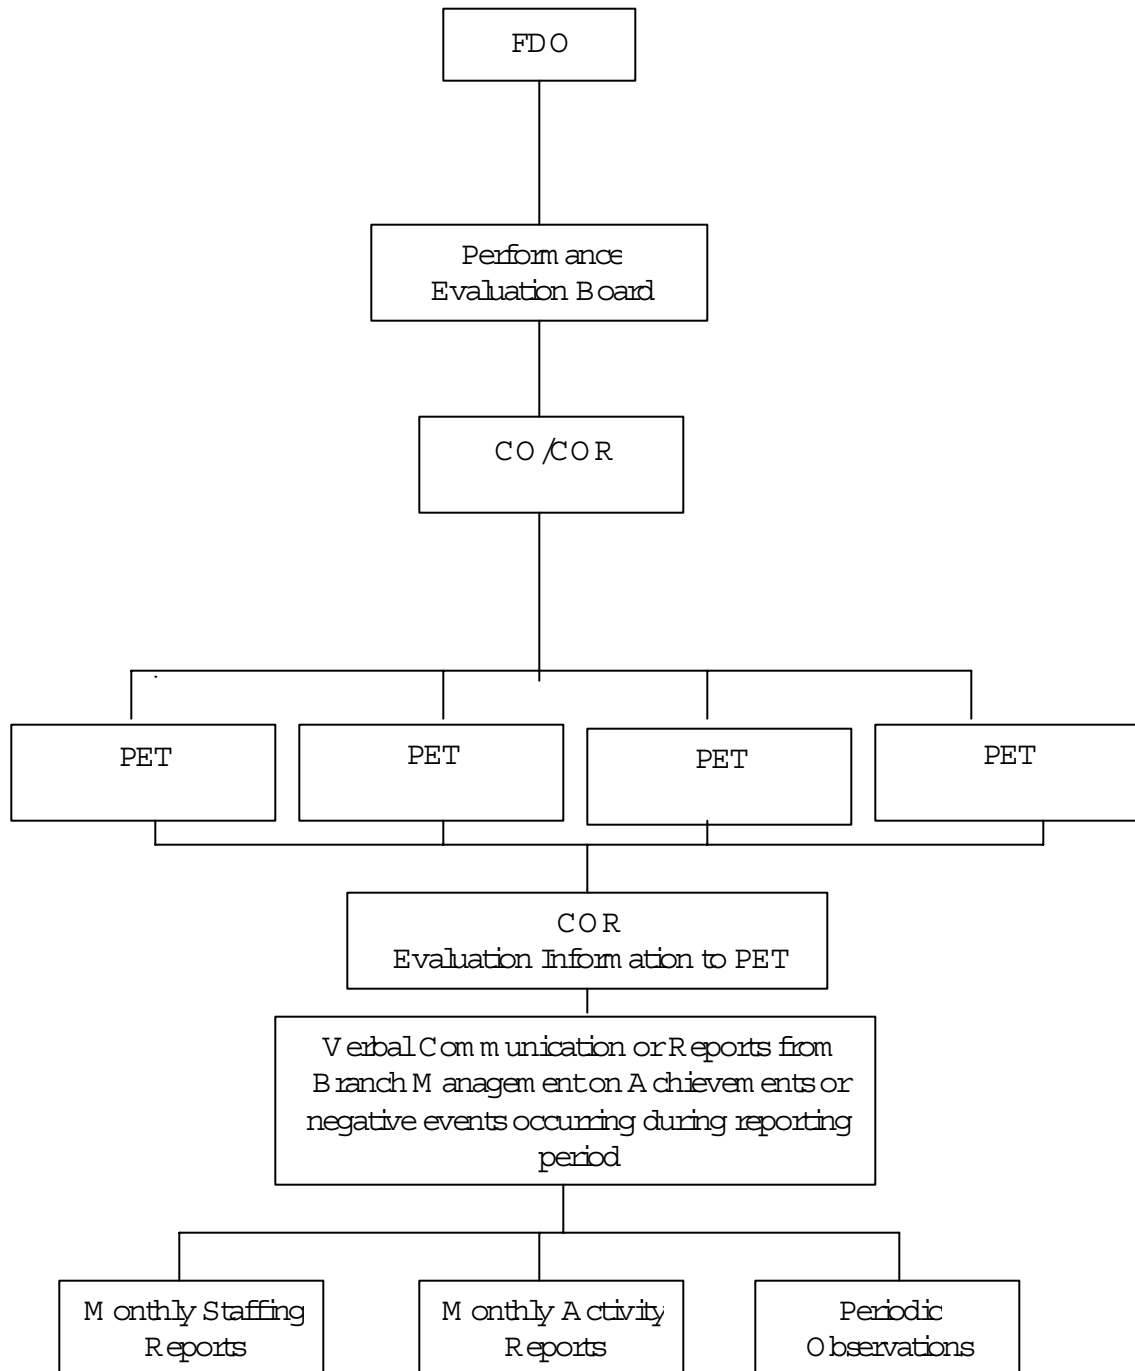 FDO
Performance
Evaluation Board
CO/COR
PET
PET
PET
PET
COR
Evaluation Information to PET
Verbal Communication or Reports from
Branch Management on Achievements or
negative events occurring during reporting
period
Monthly Staffing
Reports
Monthly Activity
Reports
Periodic
Observations